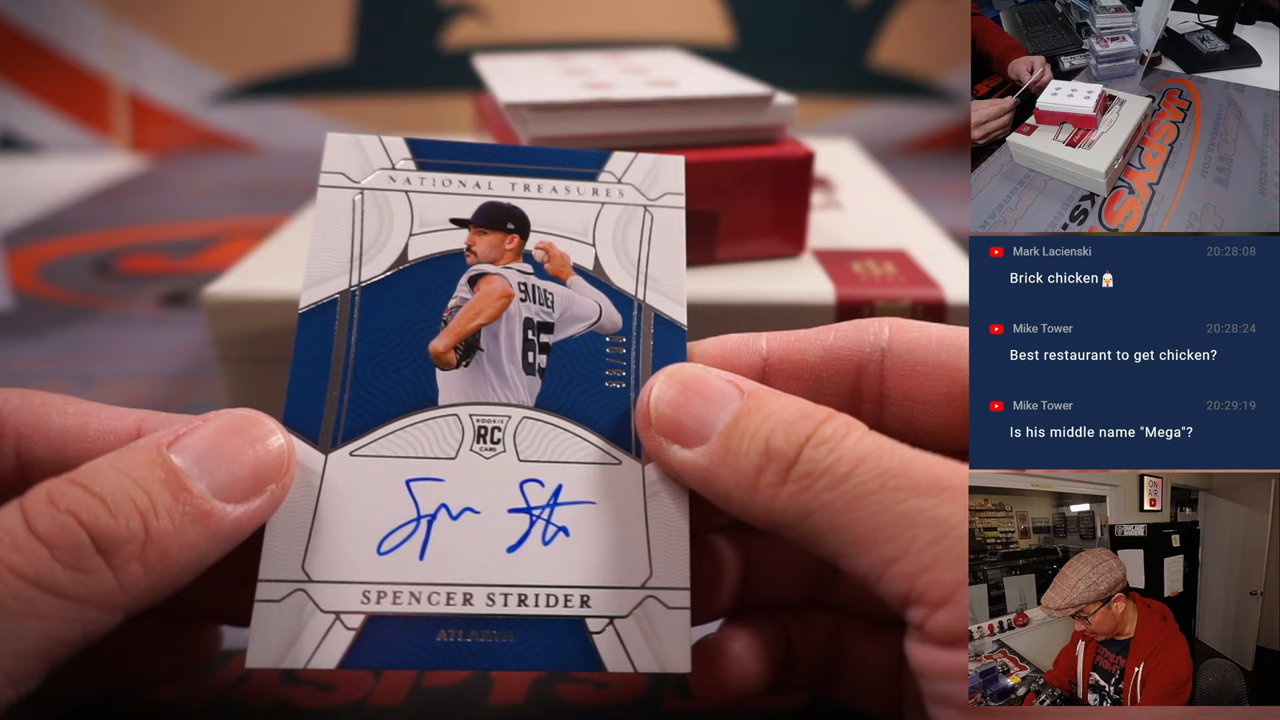 NATIONAL TREASURES
STRIDER
65
ROOKIE
RC
CARD
SPENCER STRIDER
ATLANTA
JASPYS
Mark Lacienski 20:28:08
Brick chicken
Mike Tower 20:28:24
Best restaurant to get chicken?
Mike Tower 20:29:19
Is his middle name "Mega"?
ON
AIR